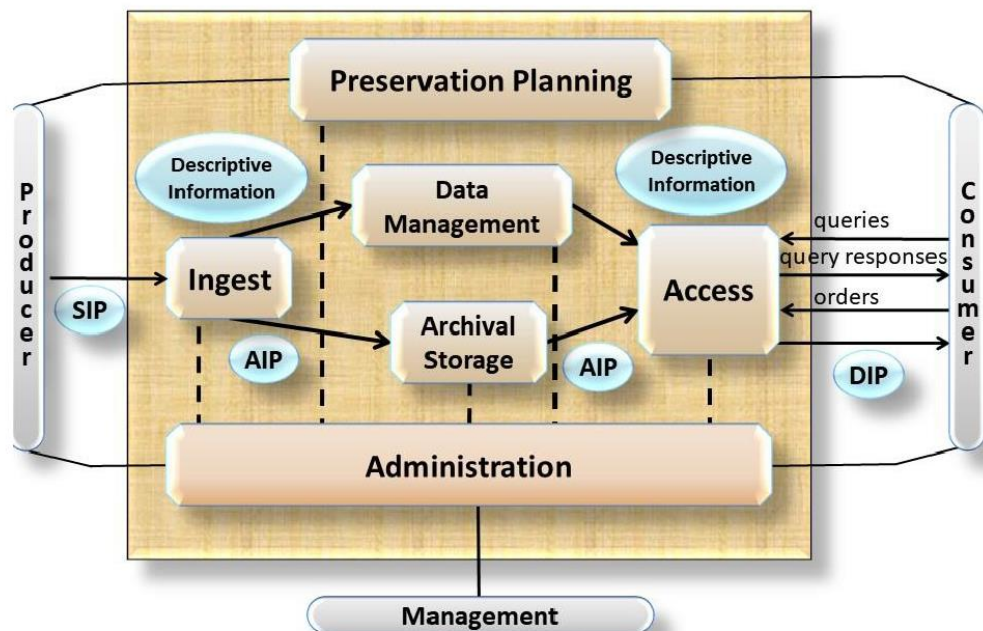 Preservation Planning
Producer
Descriptive
Information
Descriptive
Information
Data
Management
Consumer
queries
Ingest
query responses
Access
SIP
orders
Archival
Storage
AIP
AIP
DIP
Administration
Management